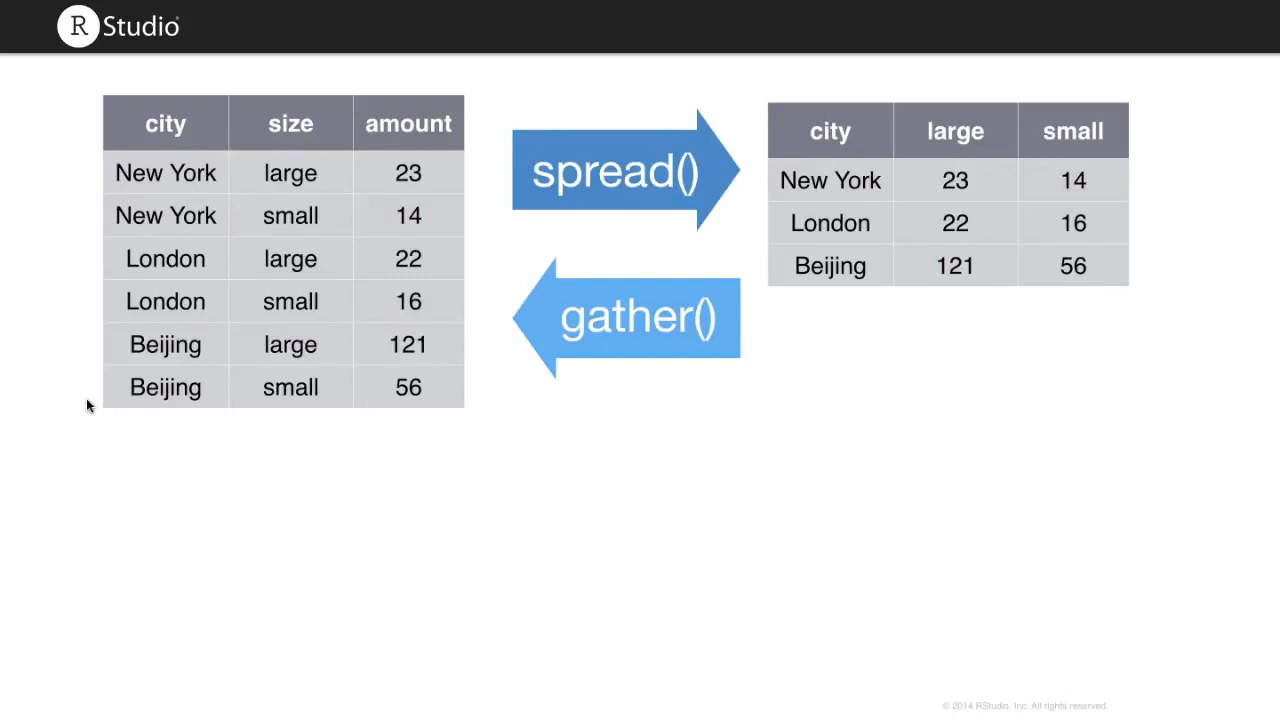 R Studio
city size amount
New York large 23
New York small 14
London large 22
London small 16
Beijing large 121
Beijing small 56
spread()
gather()
city large small
New York 23 14
London 22 16
Beijing 121 56
© 2014 RStudio, Inc. All rights reserved.